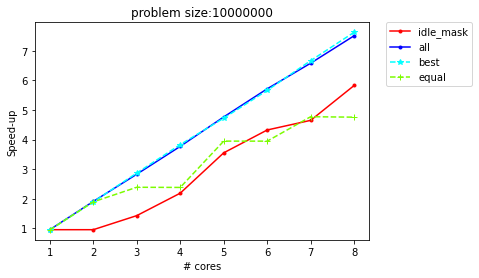 problem size:10000000
idle_mask
all
best
equal
Speed-up
7
6
5
4
3
2
1
1 2 3 4 5 6 7 8
# cores